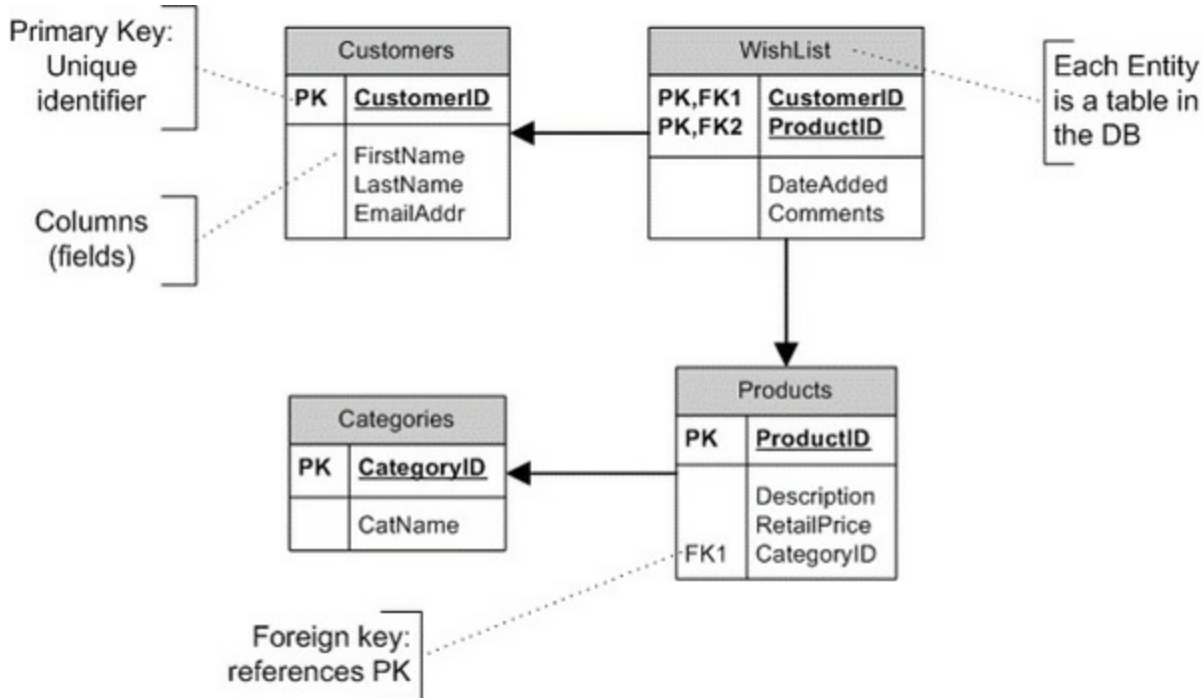 Primary Key:
Unique
identifier
Columns
(fields)
Customers
PK CustomerID
FirstName
LastName
EmailAddr
WishList
PK,FK1 CustomerID
PK,FK2 ProductID
DateAdded
Comments
Each Entity
is a table in
the DB
Categories
PK CategoryID
CatName
Products
PK ProductID
Description
RetailPrice
FK1 CategoryID
Foreign key:
references PK